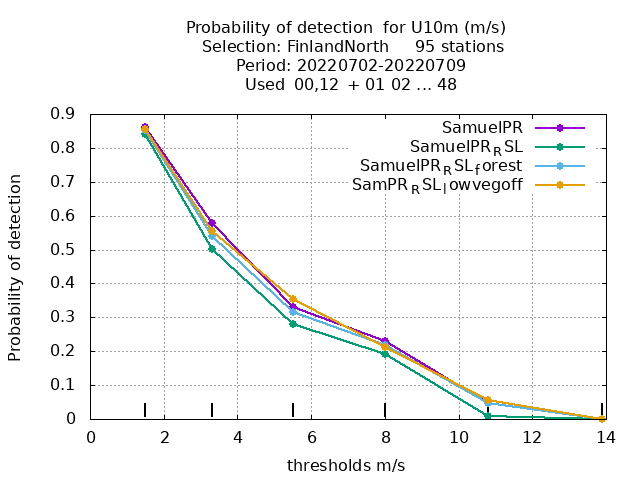 Probability of detection for U10m (m/s)
Selection: FinlandNorth 95 stations
Period: 20220702-20220709
Used 00,12 + 01 02 ... 48
SamuelPR
SamuelPR_RSL
SamuelPR_RSL_forest
SamPR_RSL_lowvegoff
Probability of detection
0.9
0.8
0.7
0.6
0.5
0.4
0.3
0.2
0.1
0
0 2 4 6 8 10 12 14
thresholds m/s